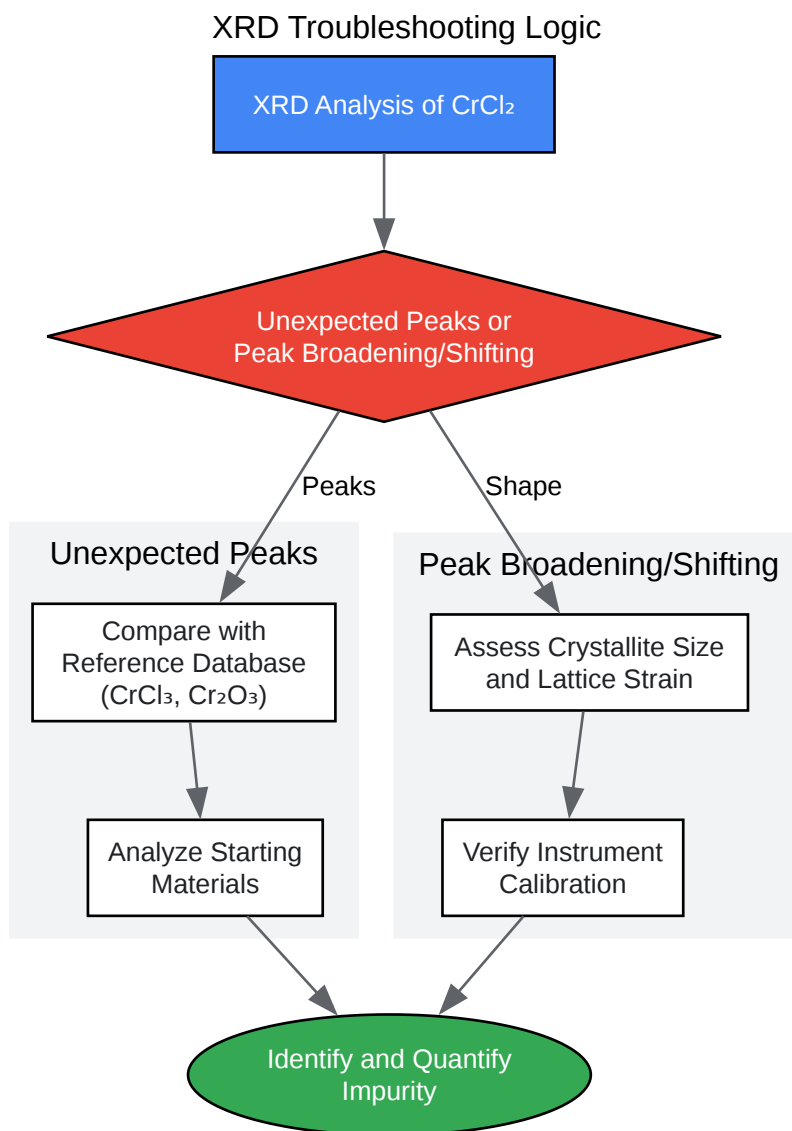 XRD Troubleshooting Logic
XRD Analysis of CrCl₂
Unexpected Peaks or
Peak Broadening/Shifting
Peaks
Shape
Unexpected Peaks
Compare with
Reference Database
(CrCl₃, Cr₂O₃)
Analyze Starting
Materials
Peak Broadening/Shifting
Assess Crystallite Size
and Lattice Strain
Verify Instrument
Calibration
Identify and Quantify
Impurity